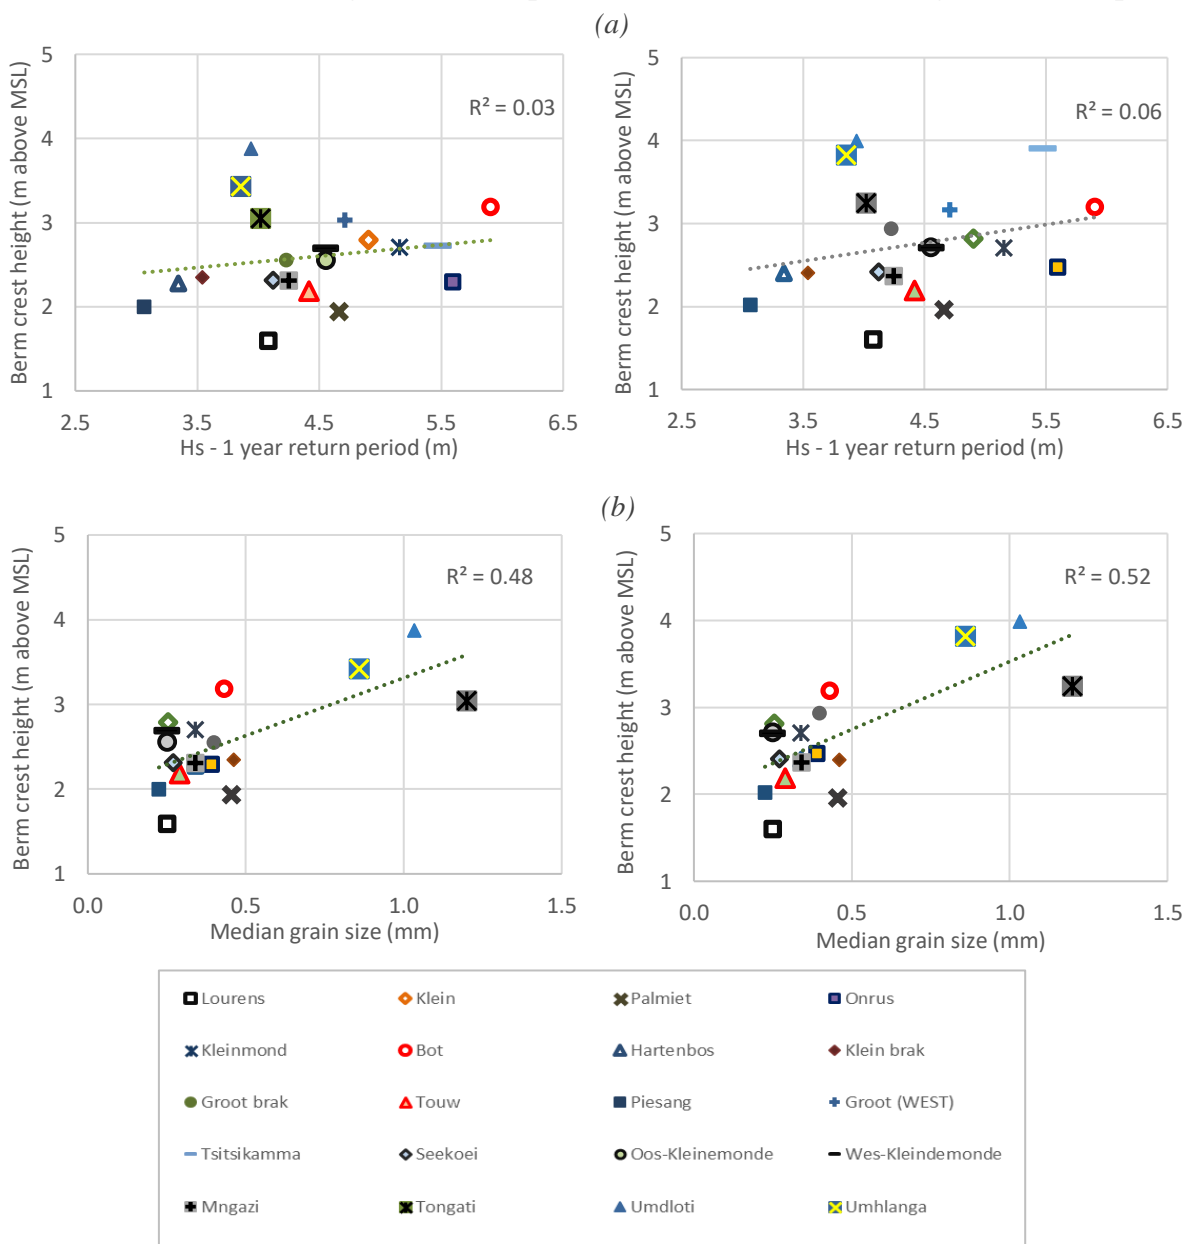 (a)
5
4
3
2
1
Berm crest height (m above MSL)
R² = 0.03
2.5 3.5 4.5 5.5 6.5
Hs - 1 year return period (m)
5
4
3
2
1
Berm crest height (m above MSL)
R² = 0.06
2.5 3.5 4.5 5.5 6.5
Hs - 1 year return period (m)
(b)
5
4
3
2
1
Berm crest height (m above MSL)
R² = 0.48
0.0 0.5 1.0 1.5
Median grain size (mm)
5
4
3
2
1
Berm crest height (m above MSL)
R² = 0.52
0.0 0.5 1.0 1.5
Median grain size (mm)
Lourens Klein Palmiet Onrus
Kleinmond Bot Hartenbos Klein brak
Groot brak Touw Piesang Groot (WEST)
Tsitsikamma Seekoei Oos-Kleinemonde Wes-Kleindemonde
Mngazi Tongati Umdloti Umhlanga